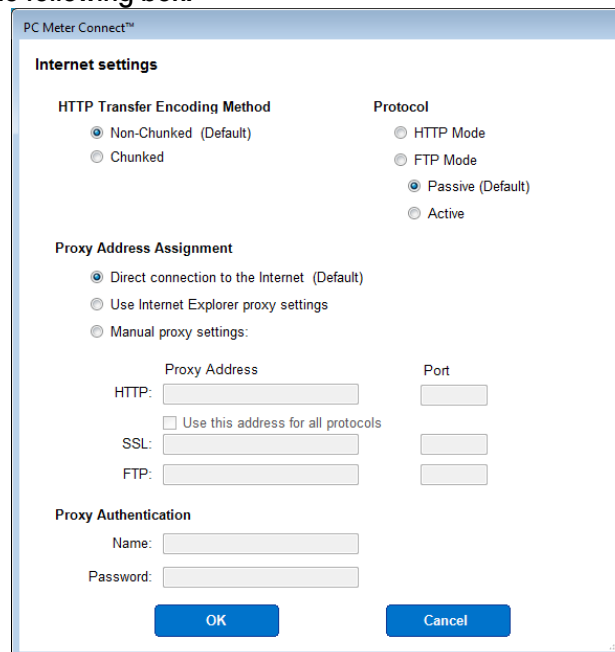 following box.
PC Meter Connect™
Internet settings
HTTP Transfer Encoding Method
Non-Chunked (Default)
Chunked
Protocol
HTTP Mode
FTP Mode
Passive (Default)
Active
Proxy Address Assignment
Direct connection to the Internet (Default)
Use Internet Explorer proxy settings
Manual proxy settings:
Proxy Address Port
HTTP:
Use this address for all protocols
SSL:
FTP:
Proxy Authentication
Name:
Password:
OK Cancel